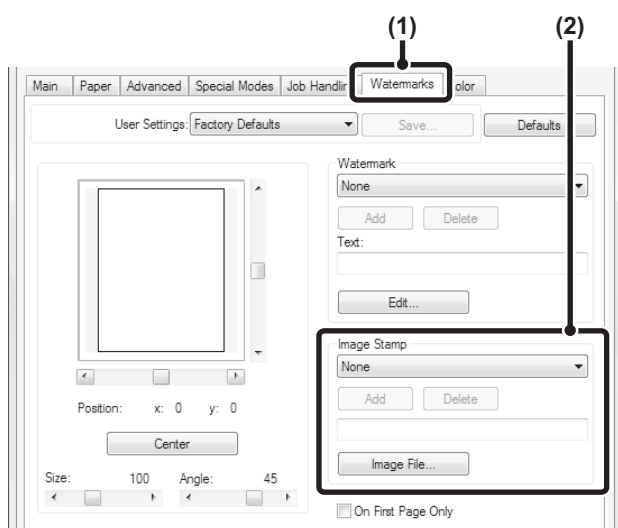 (1) (2)
Main Paper Advanced Special Modes Job Handlin Watermarks olor
User Settings: Factory Defaults Save... Defaults
Watermark
None
Add Delete
Text:
Edit...
Image Stamp
None
Add Delete
Position: x: 0 y: 0
Center
Image File...
Size: 100 Angle: 45
On First Page Only